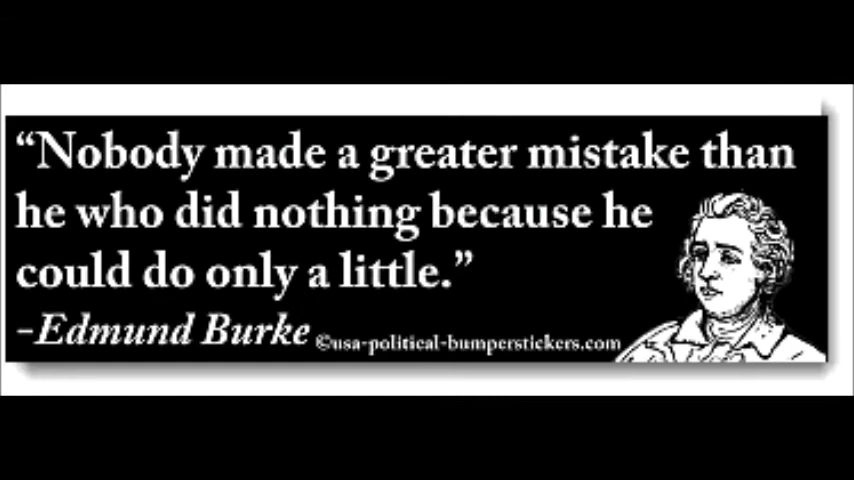 “Nobody made a greater mistake than
he who did nothing because he
could do only a little.”
-Edmund Burke ©usa-political-bumperstickers.com